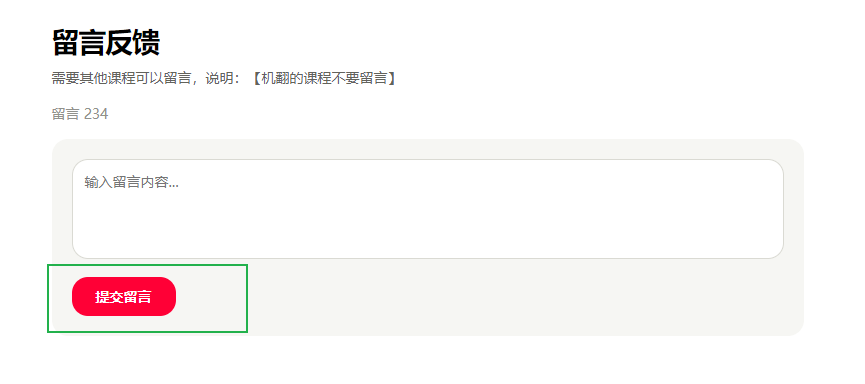 留言反馈
需要其他课程可以留言，说明：【机翻的课程不要留言】
留言 234
输入留言内容...
提交留言